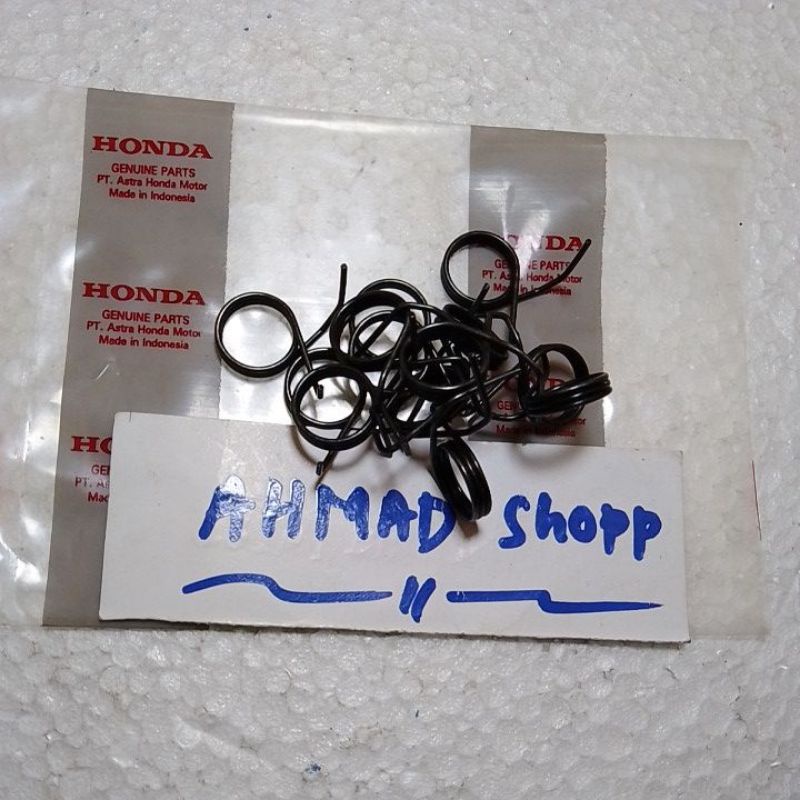 HONDA
GENUINE PARTS
PT. Astra Honda Motor
Made in Indonesia
HONDA
GENUINE PARTS
PT. Astra Honda Motor
Made in Indonesia
AHMAD Shopp